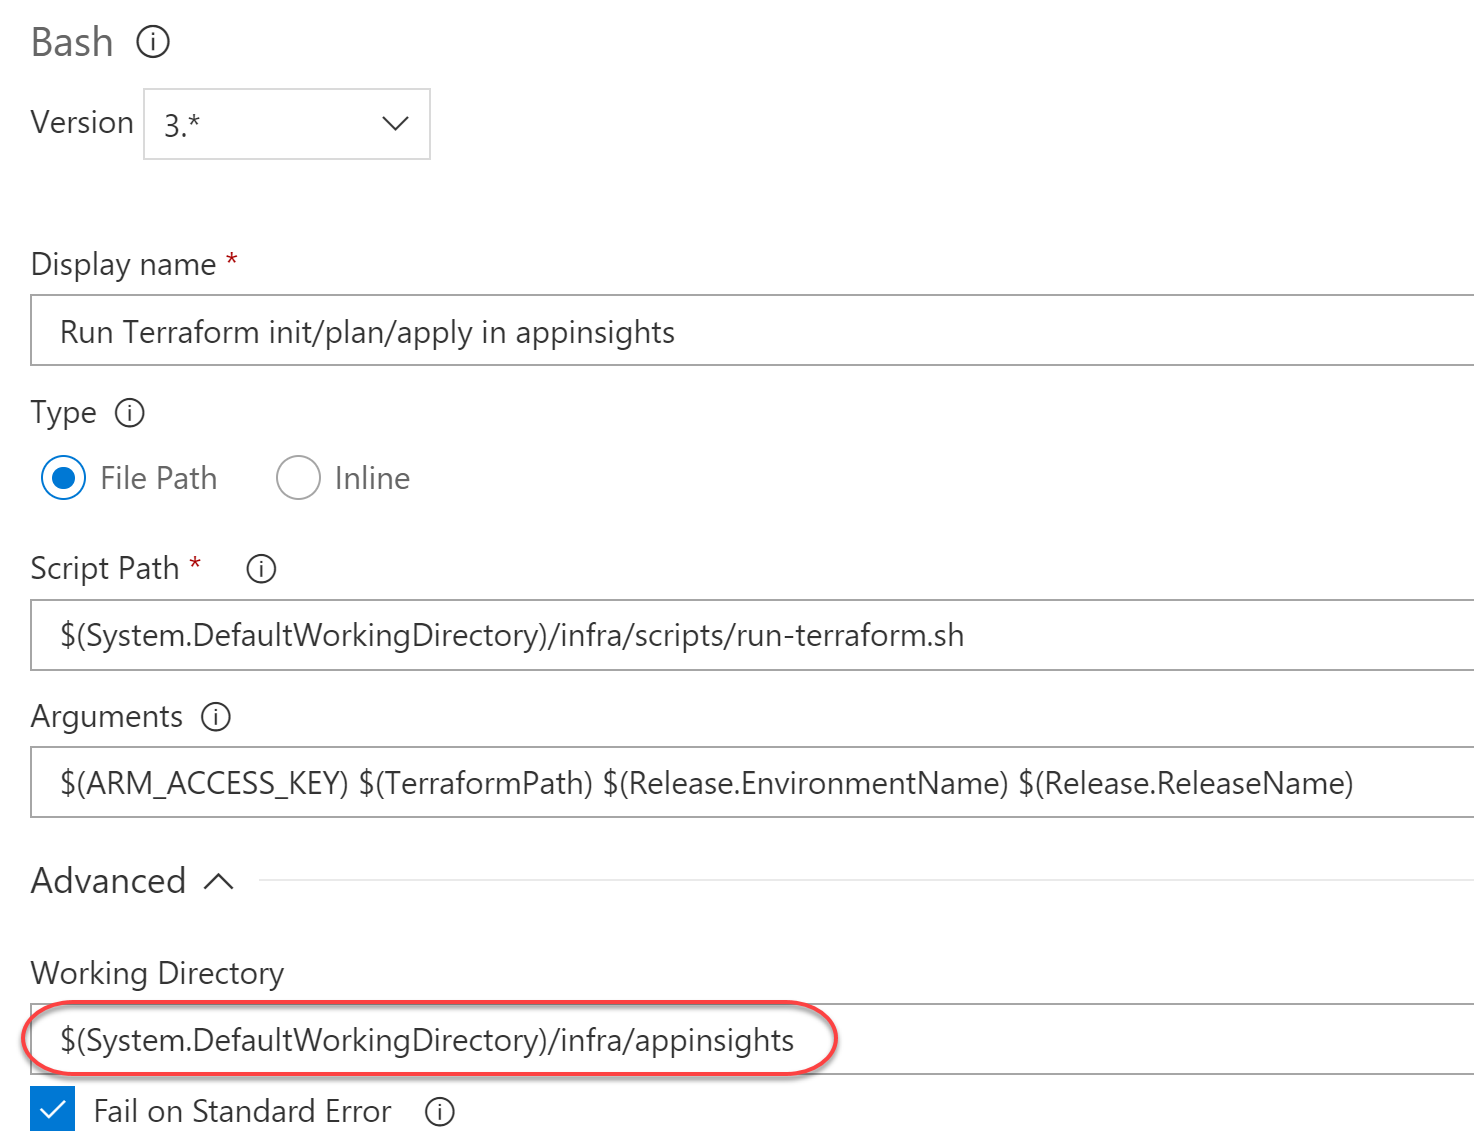 Bash
Version 3.*
Display name *
Run Terraform init/plan/apply in appinsights
Type
File Path Inline
Script Path *
$(System.DefaultWorkingDirectory)/infra/scripts/run-terraform.sh
Arguments
$(ARM_ACCESS_KEY) $(TerraformPath) $(Release.EnvironmentName) $(Release.ReleaseName)
Advanced
Working Directory
$(System.DefaultWorkingDirectory)/infra/appinsights
Fail on Standard Error